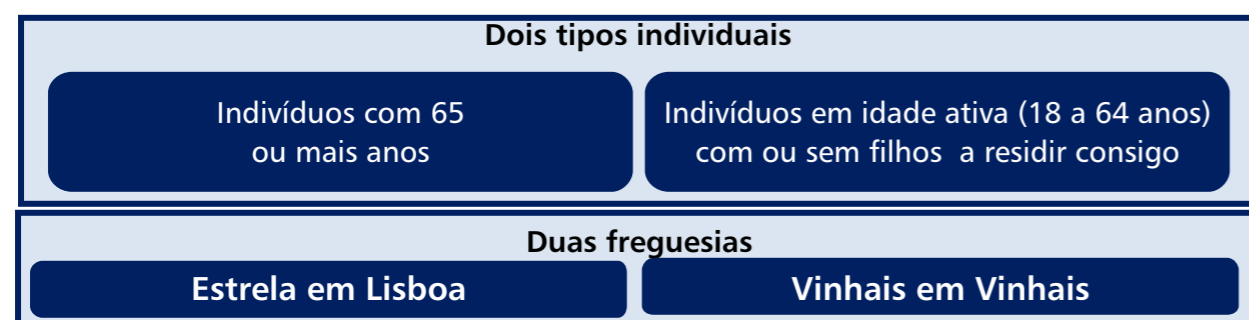 Dois tipos individuais
Indivíduos com 65
ou mais anos
Indivíduos em idade ativa (18 a 64 anos)
com ou sem filhos a residir consigo
Duas freguesias
Estrela em Lisboa
Vinhais em Vinhais